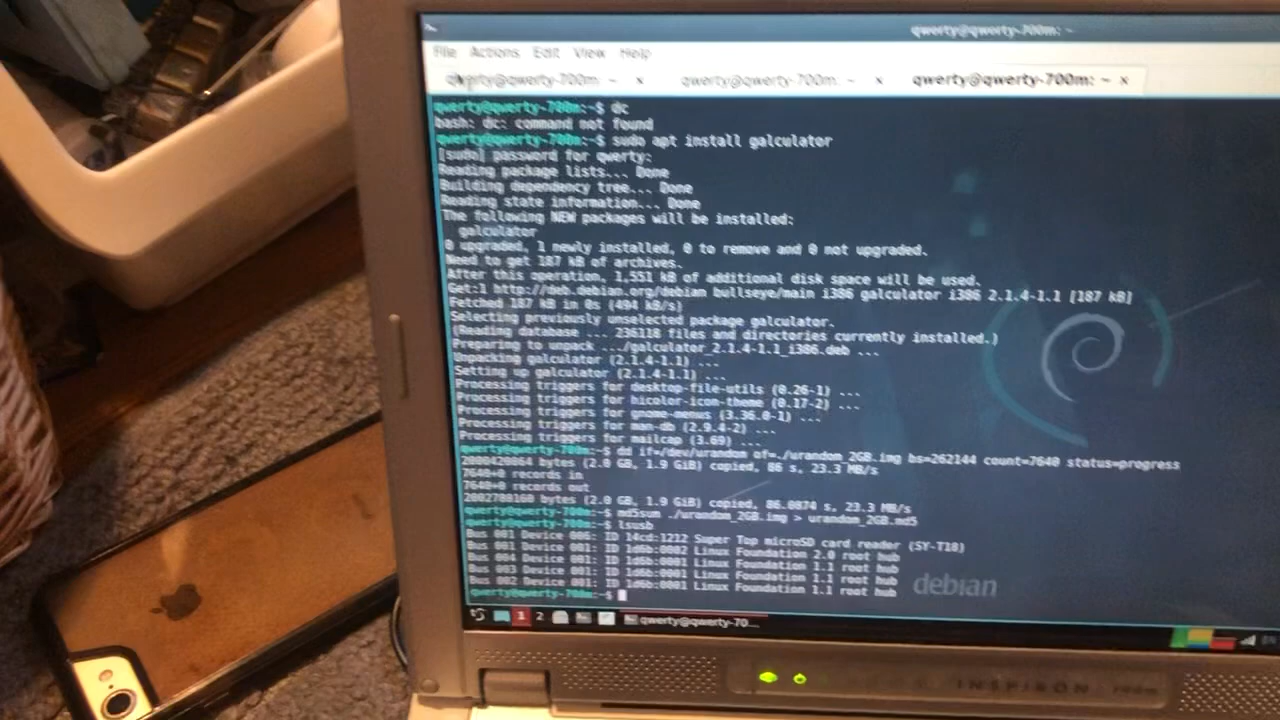 qwerty@qwerty-700m: ~
File Actions Edit View Help
qwerty@qwerty-700m: ~ × qwerty@qwerty-700m: ~ × qwerty@qwerty-700m: ~ ×
qwerty@qwerty-700m:~$ dc
bash: dc: command not found
qwerty@qwerty-700m:~$ sudo apt install galculator
[sudo] password for qwerty:
Reading package lists... Done
Building dependency tree... Done
Reading state information... Done
The following NEW packages will be installed:
galculator
0 upgraded, 1 newly installed, 0 to remove and 0 not upgraded.
Need to get 187 kB of archives.
After this operation, 1,551 kB of additional disk space will be used.
Get:1 http://deb.debian.org/debian bullseye/main i386 galculator i386 2.1.4-1.1 [187 kB]
Fetched 187 kB in 0s (494 kB/s)
Selecting previously unselected package galculator.
(Reading database ... 236118 files and directories currently installed.)
Preparing to unpack .../galculator_2.1.4-1.1_i386.deb ...
Unpacking galculator (2.1.4-1.1) ...
Setting up galculator (2.1.4-1.1) ...
Processing triggers for desktop-file-utils (0.26-1) ...
Processing triggers for hicolor-icon-theme (0.17-2) ...
Processing triggers for gnome-menus (3.36.0-1) ...
Processing triggers for man-db (2.9.4-2) ...
Processing triggers for mailcap (3.69) ...
qwerty@qwerty-700m:~$ dd if=/dev/urandom of=./urandom_2GB.img bs=262144 count=7640 status=progress
bytes (2.0 GB, 1.9 GiB) copied, 86 s, 23.3 MB/s
7640+0 records in
7640+0 records out
2002780160 bytes (2.0 GB, 1.9 GiB) copied, 86.0874 s, 23.3 MB/s
qwerty@qwerty-700m:~$ md5sum ./urandom_2GB.img > urandom_2GB.md5
qwerty@qwerty-700m:~$ lsusb
Bus 001 Device 006: ID 14cd:1212 Super Top microSD card reader (SY-T18)
Bus 001 Device 001: ID 1d6b:0002 Linux Foundation 2.0 root hub
Bus 004 Device 001: ID 1d6b:0001 Linux Foundation 1.1 root hub
Bus 003 Device 001: ID 1d6b:0001 Linux Foundation 1.1 root hub
Bus 002 Device 001: ID 1d6b:0001 Linux Foundation 1.1 root hub
qwerty@qwerty-700m:~$
debian
1 2 qwerty@qwerty-70...
INSPIRON 700m